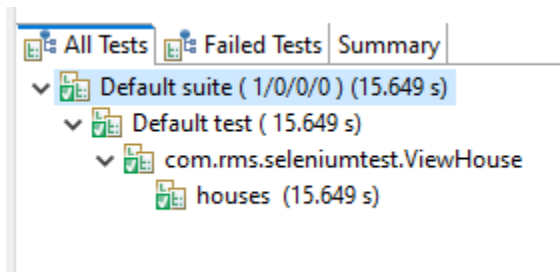 All Tests Failed Tests Summary
Default suite ( 1/0/0/0 ) (15.649 s)
Default test ( 15.649 s)
com.rms.seleniumtest.ViewHouse
houses (15.649 s)